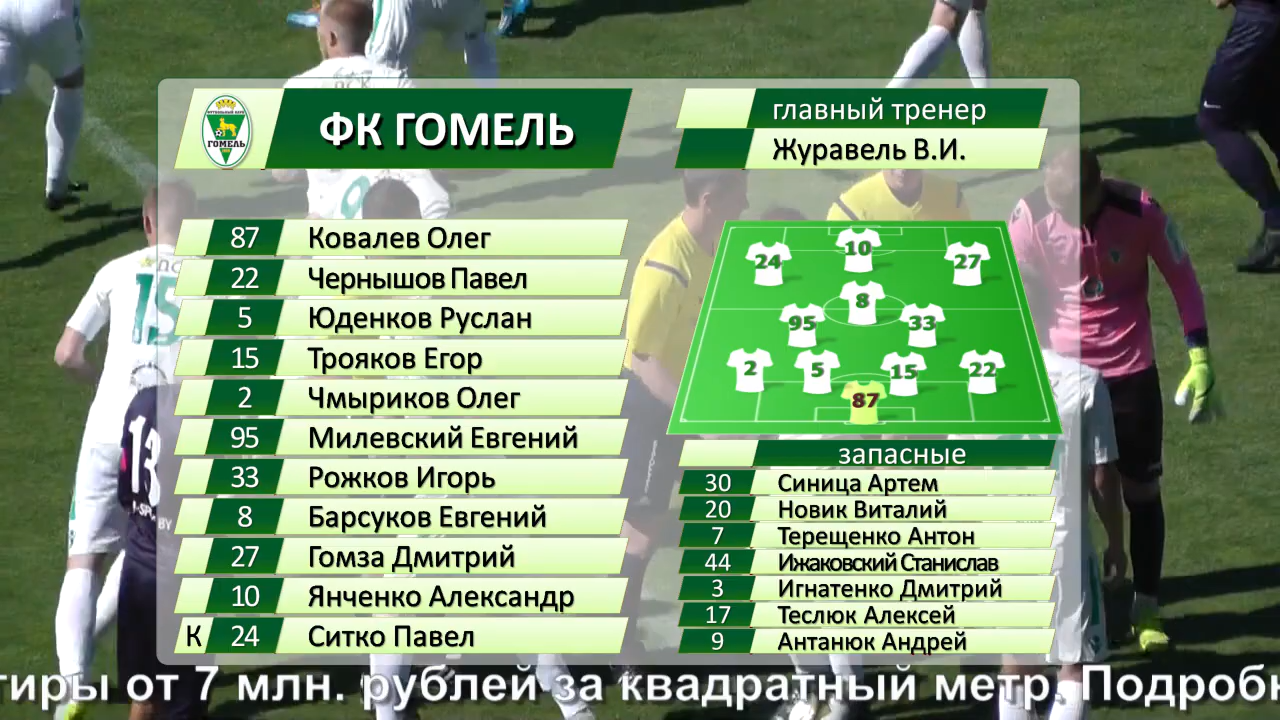 ФК ГОМЕЛЬ
ГОМЕЛЬ
главный тренер
Журавель В.И.
87 Ковалев Олег
22 Чернышов Павел
5 Юденков Руслан
15 Трояков Егор
2 Чмыриков Олег
95 Милевский Евгений
33 Рожков Игорь
8 Барсуков Евгений
27 Гомза Дмитрий
10 Янченко Александр
К 24 Ситко Павел
24 10 27
8
95 33
2 5 15 22
87
запасные
30 Синица Артем
20 Новик Виталий
7 Терещенко Антон
44 Ижаковский Станислав
3 Игнатенко Дмитрий
17 Теслюк Алексей
9 Антанюк Андрей
15
13
9
тиры от 7 млн. рублей за квадратный метр. Подробн